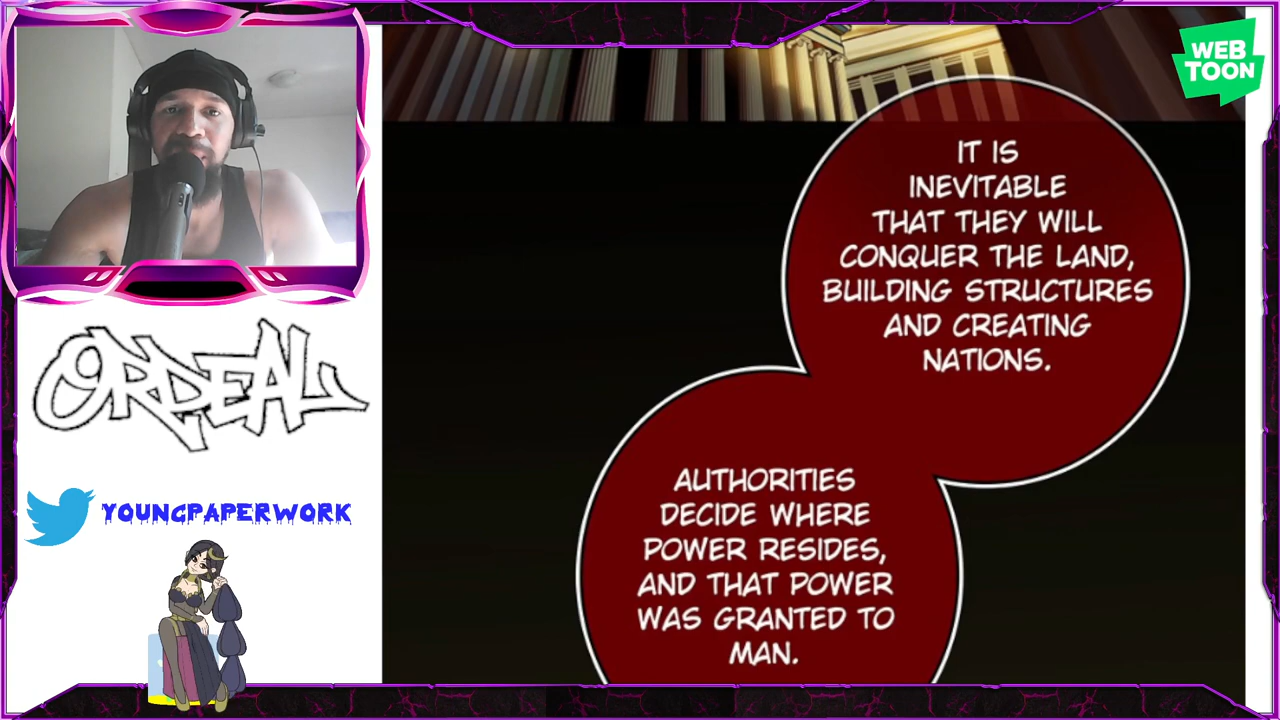 WEB
TOON
IT IS
INEVITABLE
THAT THEY WILL
CONQUER THE LAND,
BUILDING STRUCTURES
AND CREATING
NATIONS.
ORDEAL
AUTHORITIES
DECIDE WHERE
POWER RESIDES,
AND THAT POWER
WAS GRANTED TO
MAN.
YOUNGPAPERWORK